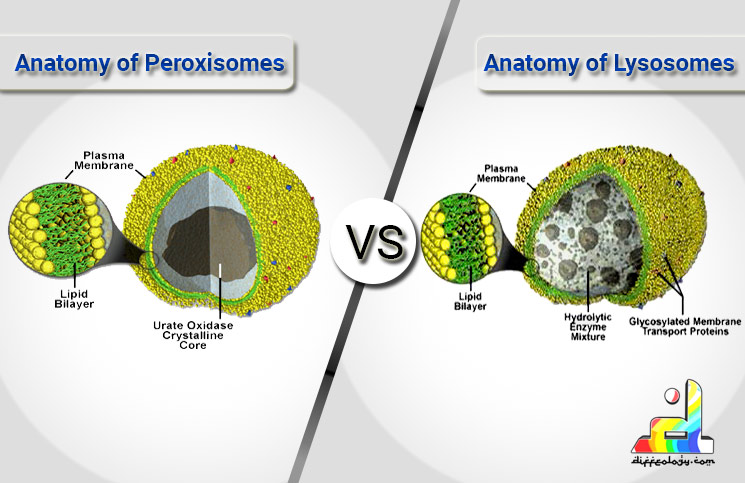 Anatomy of Peroxisomes
Plasma
Membrane
Lipid
Bilayer
Urate Oxidase
Crystalline
Core
VS
Anatomy of Lysosomes
Plasma
Membrane
Lipid
Bilayer
Hydrolytic
Enzyme
Mixture
Glycosylated Membrane
Transport Proteins
diffeology.com